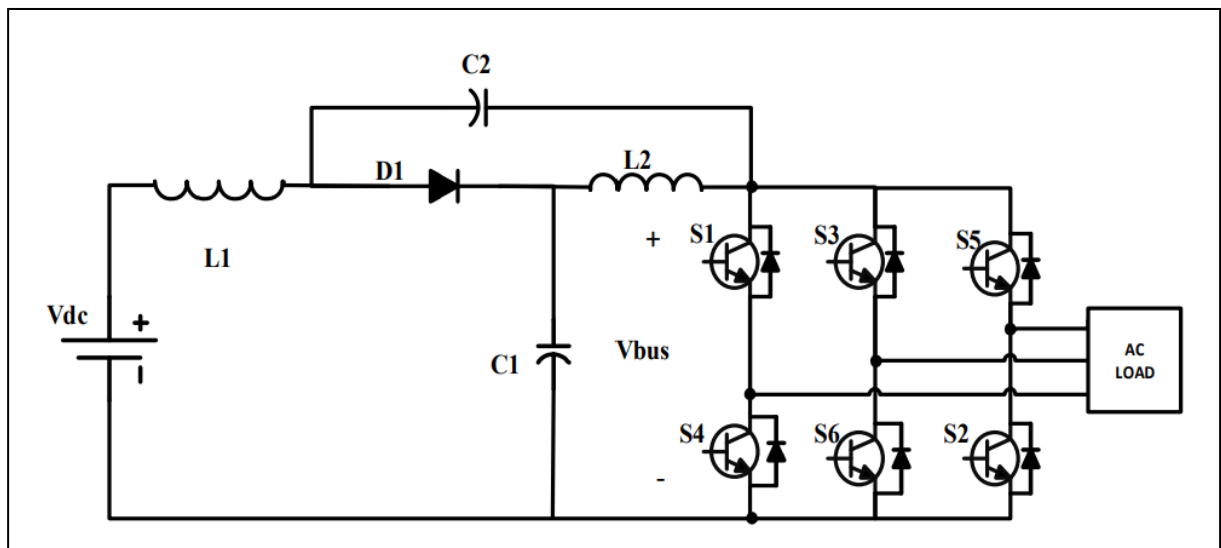 C2
D1
L2
L1
+
S1
S3
S5
Vdc
+
-
C1
Vbus
AC
LOAD
S4
S6
S2
-